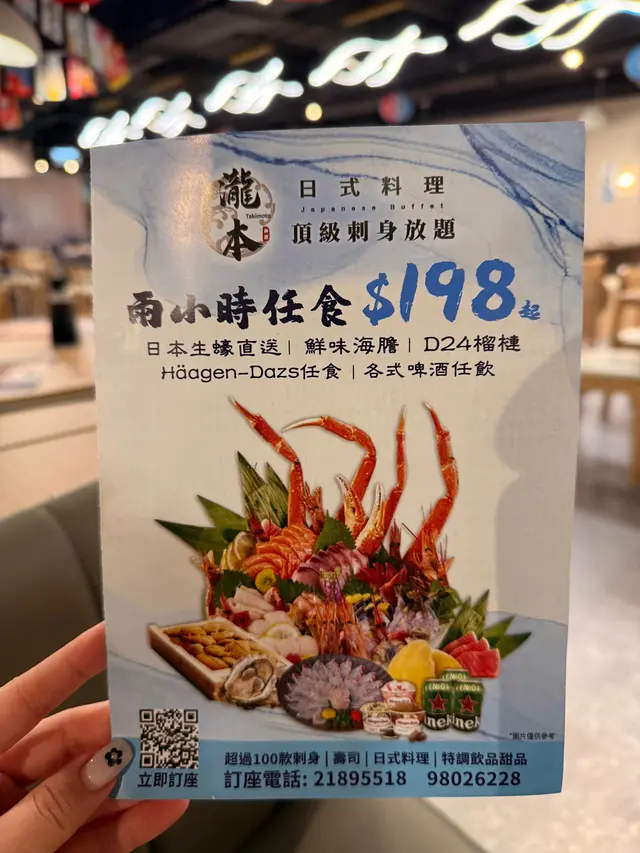 瀧本
Takimoto
日式料理
Japanese Buffet
頂級刺身放題
兩小時任食 $198起
日本生蠔直送 | 鮮味海膽 | D24榴槤
Häagen-Dazs任食 | 各式啤酒任飲
*圖片僅供參考
立即訂座
超過100款刺身 | 壽司 | 日式料理 | 特調飲品甜品
訂座電話: 21895518 98026228